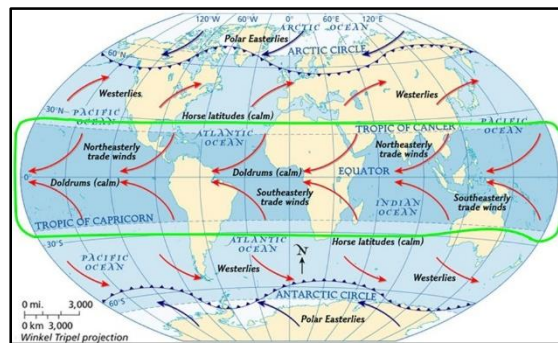 120 W 60 W 0 60 E 120 E
ARCTIC OCEAN
Polar Easterlies
60 N
ARCTIC CIRCLE
Westerlies
Westerlies
Westerlies
Horse latitudes (calm)
30 N
PACIFIC OCEAN
ATLANTIC OCEAN
TROPIC OF CANCER
PACIFIC OCEAN
Northeasterly trade winds
Northeasterly trade winds
0
Doldrums (calm)
Doldrums (calm)
EQUATOR
Southeasterly trade winds
INDIAN OCEAN
Southeasterly trade winds
TROPIC OF CAPRICORN
30 S
ATLANTIC OCEAN
Horse latitudes (calm)
PACIFIC OCEAN
N
Westerlies
Westerlies
60 S
ANTARCTIC CIRCLE
Polar Easterlies
0 mi. 3,000
0 km 3,000
Winkel Tripel projection